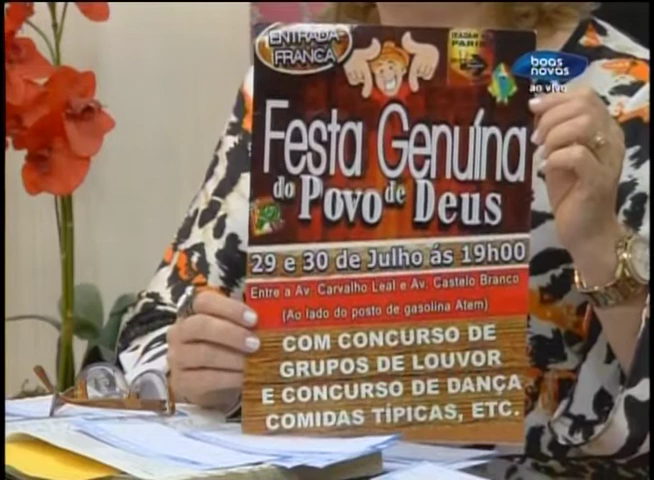 ENTRADA
FRANCA
boas
novas
ao vivo
Festa Genuína
do Povo de Deus
29 e 30 de Julho ás 19h00
Entre a Av. Carvalho Leal e Av. Castelo Branco
(Ao lado do posto de gasolina Atem)
COM CONCURSO DE
GRUPOS DE LOUVOR
E CONCURSO DE DANÇA
COMIDAS TÍPICAS, ETC.